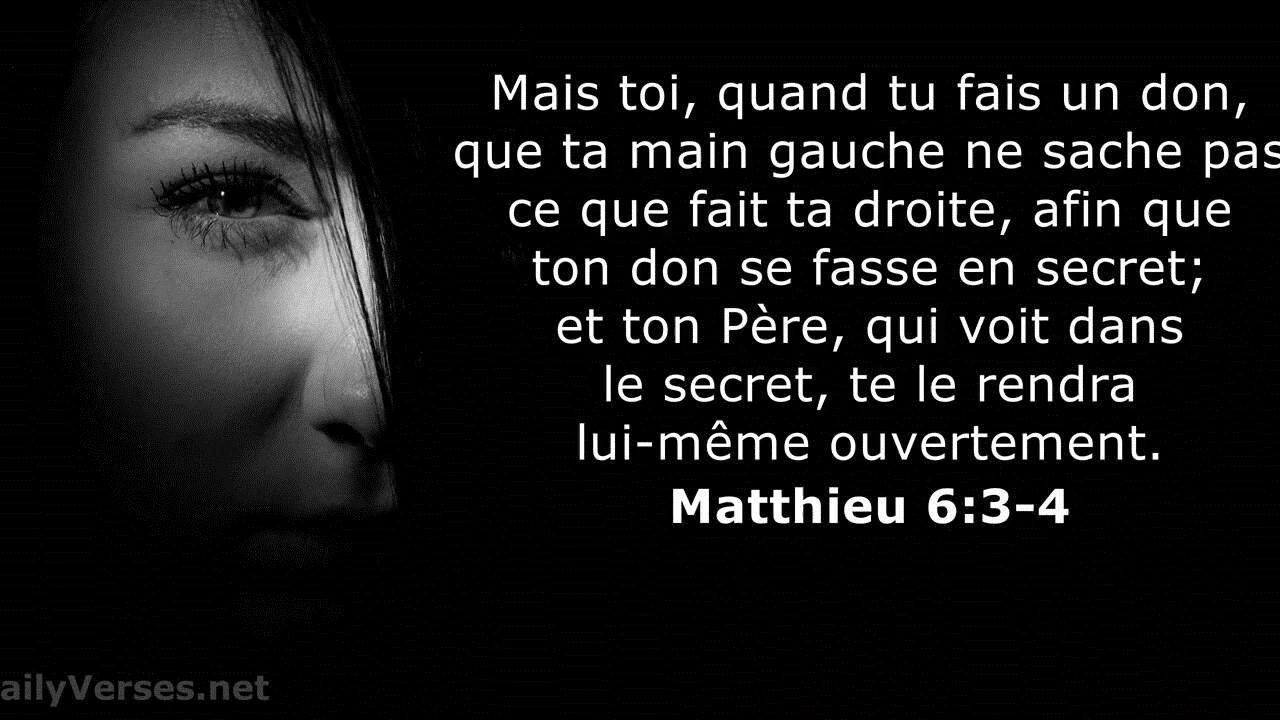 Mais toi, quand tu fais un don,
que ta main gauche ne sache pas
ce que fait ta droite, afin que
ton don se fasse en secret;
et ton Père, qui voit dans
le secret, te le rendra
lui-même ouvertement.
Matthieu 6:3-4
ailyVerses.net